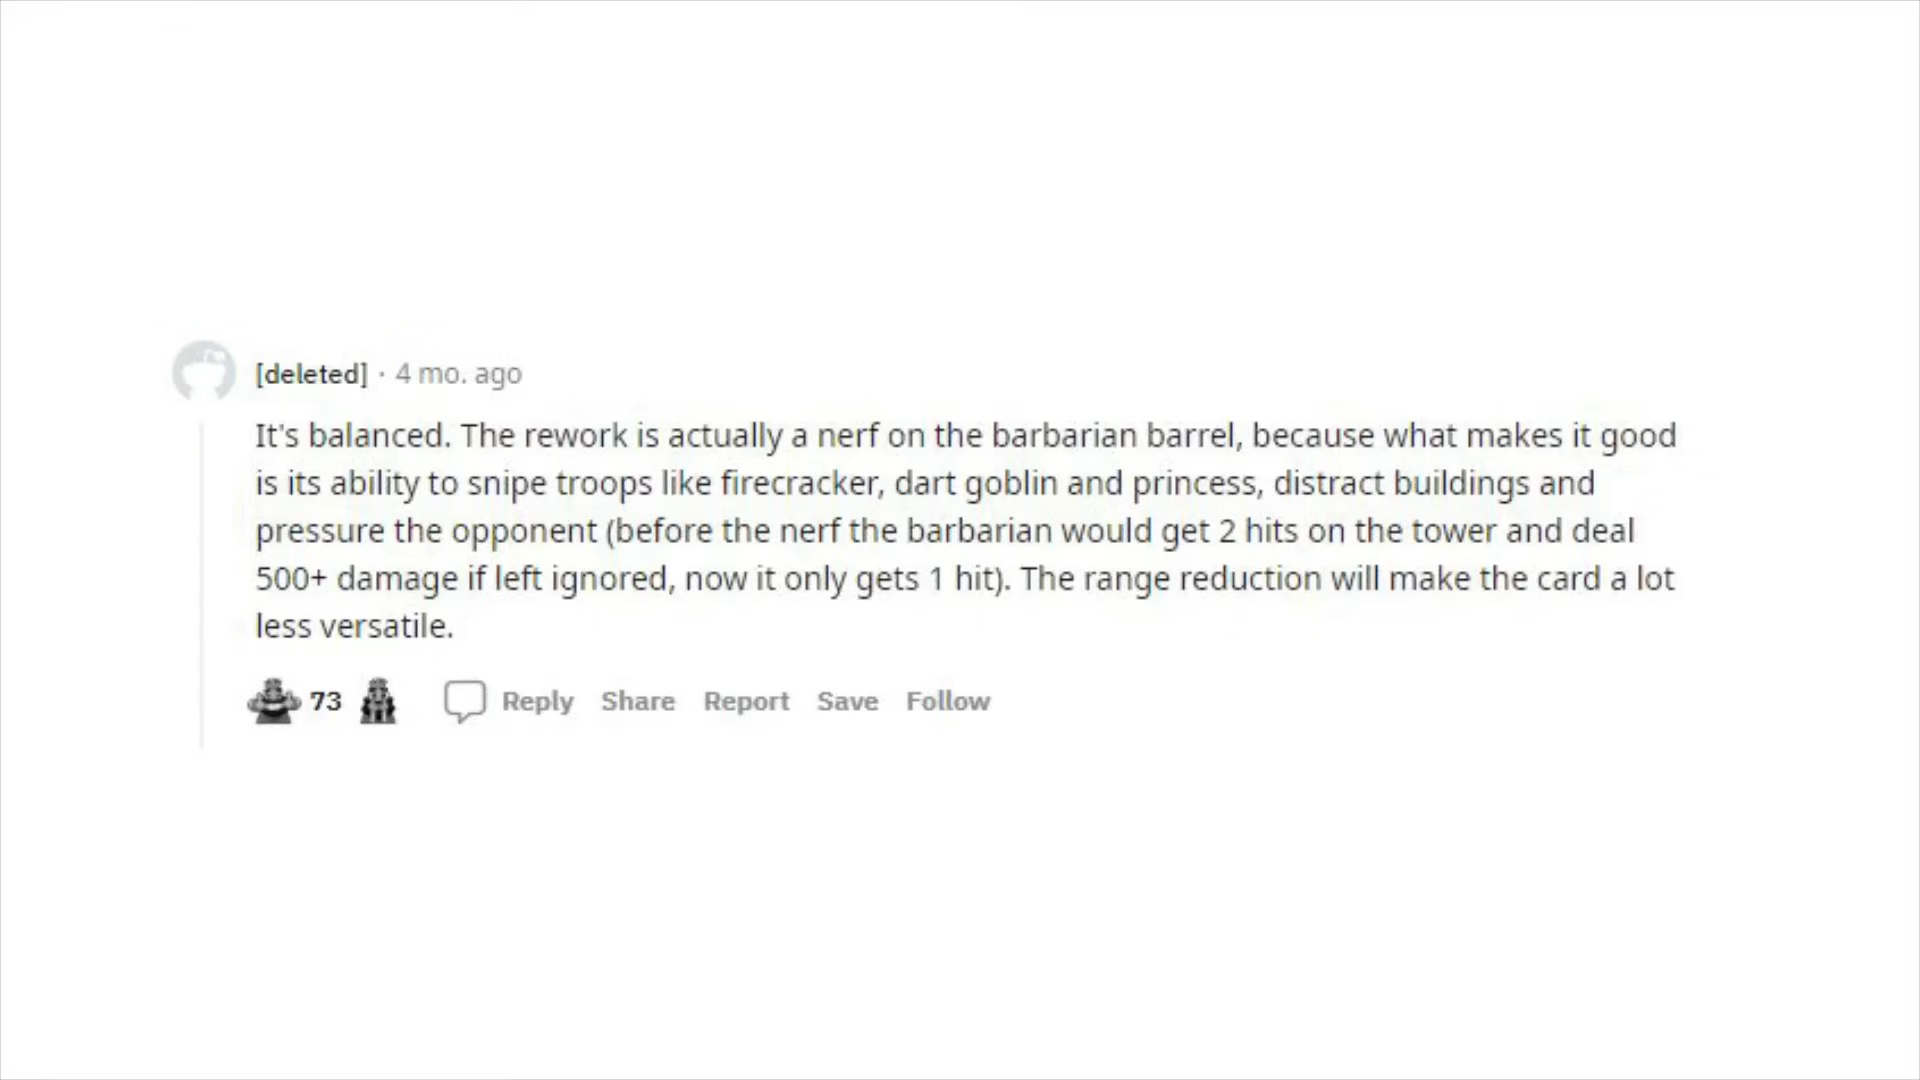 [deleted] · 4 mo. ago
It's balanced. The rework is actually a nerf on the barbarian barrel, because what makes it good
is its ability to snipe troops like firecracker, dart goblin and princess, distract buildings and
pressure the opponent (before the nerf the barbarian would get 2 hits on the tower and deal
500+ damage if left ignored, now it only gets 1 hit). The range reduction will make the card a lot
less versatile.
73 Reply Share Report Save Follow